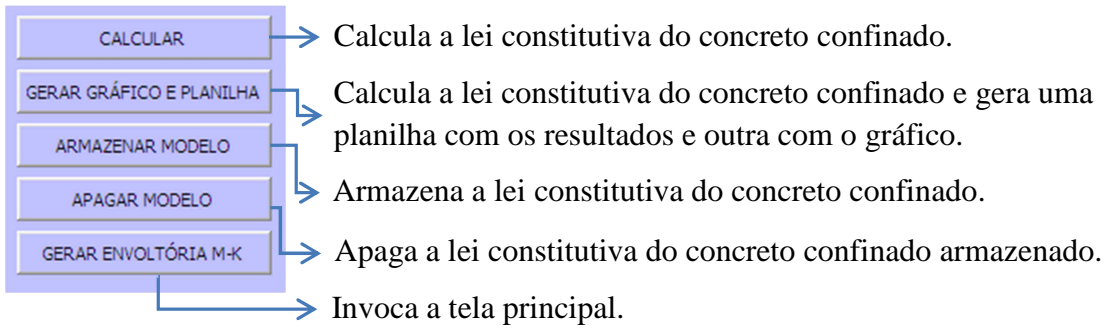 CALCULAR
Calcula a lei constitutiva do concreto confinado.
GERAR GRÁFICO E PLANILHA
Calcula a lei constitutiva do concreto confinado e gera uma
planilha com os resultados e outra com o gráfico.
ARMAZENAR MODELO
Armazena a lei constitutiva do concreto confinado.
APAGAR MODELO
Apaga a lei constitutiva do concreto confinado armazenado.
GERAR ENVOLTÓRIA M-K
Invoca a tela principal.